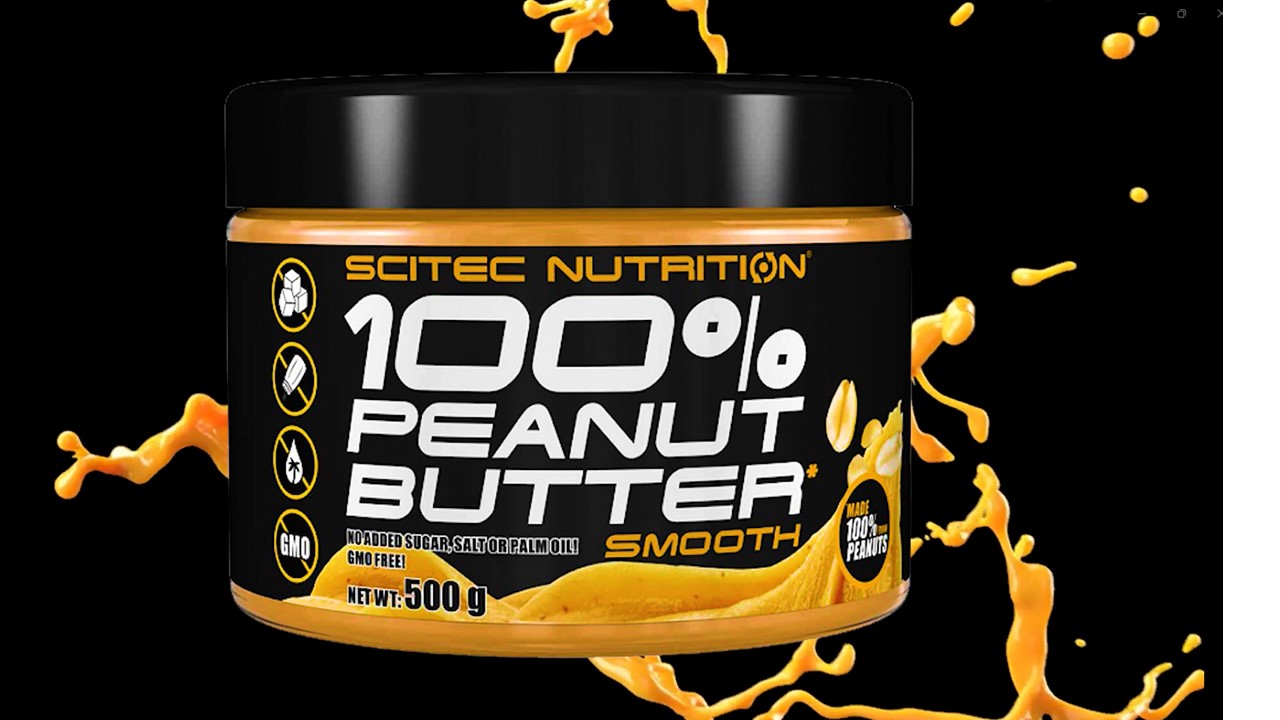 SCITEC NUTRITION®
100%
PEANUT
BUTTER*
SMOOTH
NO ADDED SUGAR, SALT OR PALM OIL!
GMO FREE!
NET WT: 500 g
GMO
MADE
100% FROM
PEANUTS